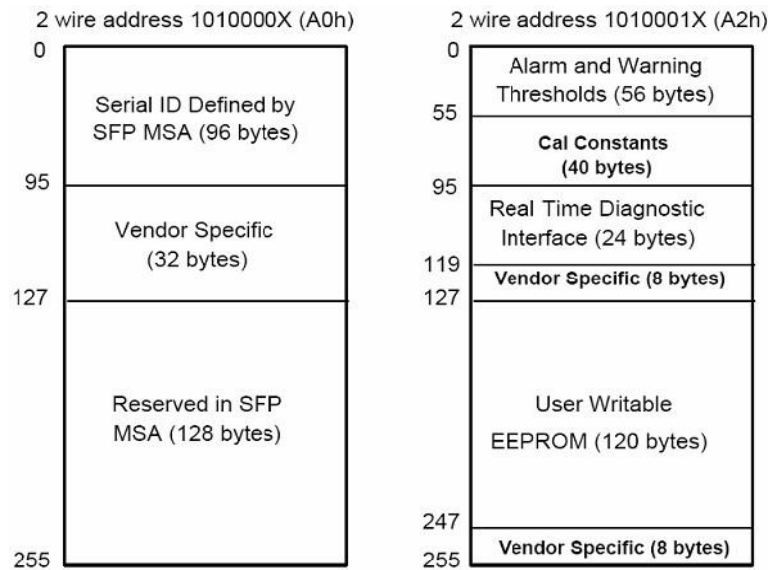 2 wire address 1010000X (A0h)
0
Serial ID Defined by
SFP MSA (96 bytes)
95
Vendor Specific
(32 bytes)
127
Reserved in SFP
MSA (128 bytes)
255
2 wire address 1010001X (A2h)
0
Alarm and Warning
Thresholds (56 bytes)
55
Cal Constants
(40 bytes)
95
Real Time Diagnostic
Interface (24 bytes)
119
Vendor Specific (8 bytes)
127
User Writable
EEPROM (120 bytes)
247
Vendor Specific (8 bytes)
255